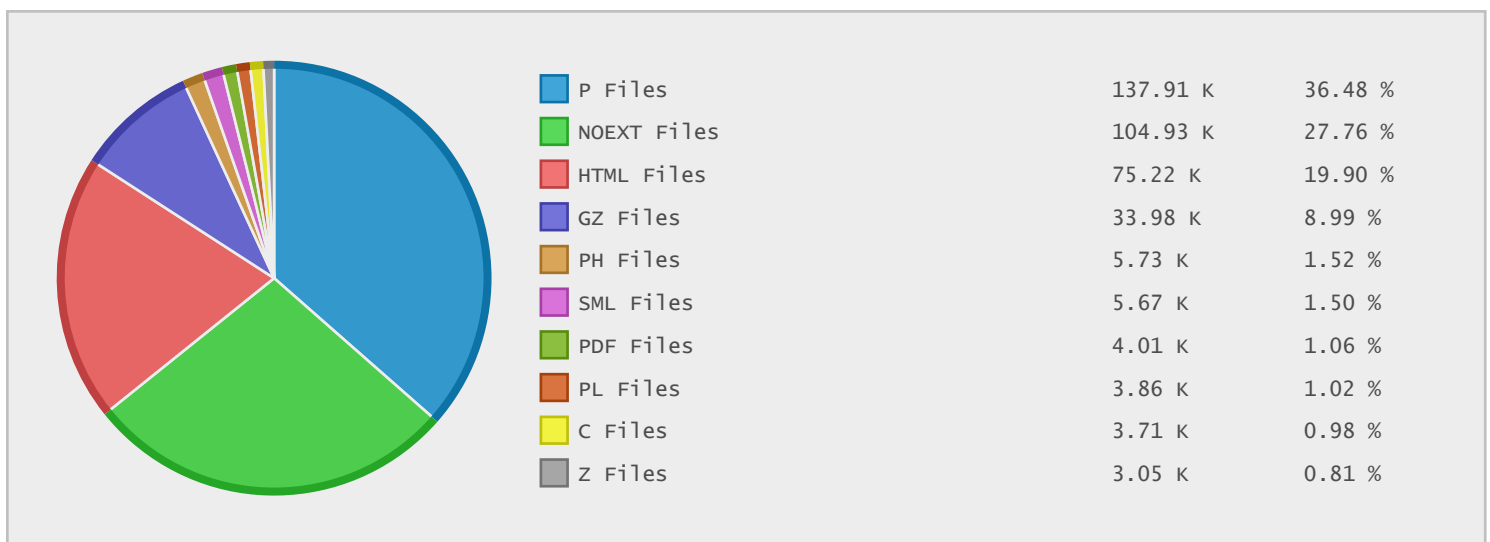 P Files 137.91 K 36.48 %
NOEXT Files 104.93 K 27.76 %
HTML Files 75.22 K 19.90 %
GZ Files 33.98 K 8.99 %
PH Files 5.73 K 1.52 %
SML Files 5.67 K 1.50 %
PDF Files 4.01 K 1.06 %
PL Files 3.86 K 1.02 %
C Files 3.71 K 0.98 %
Z Files 3.05 K 0.81 %